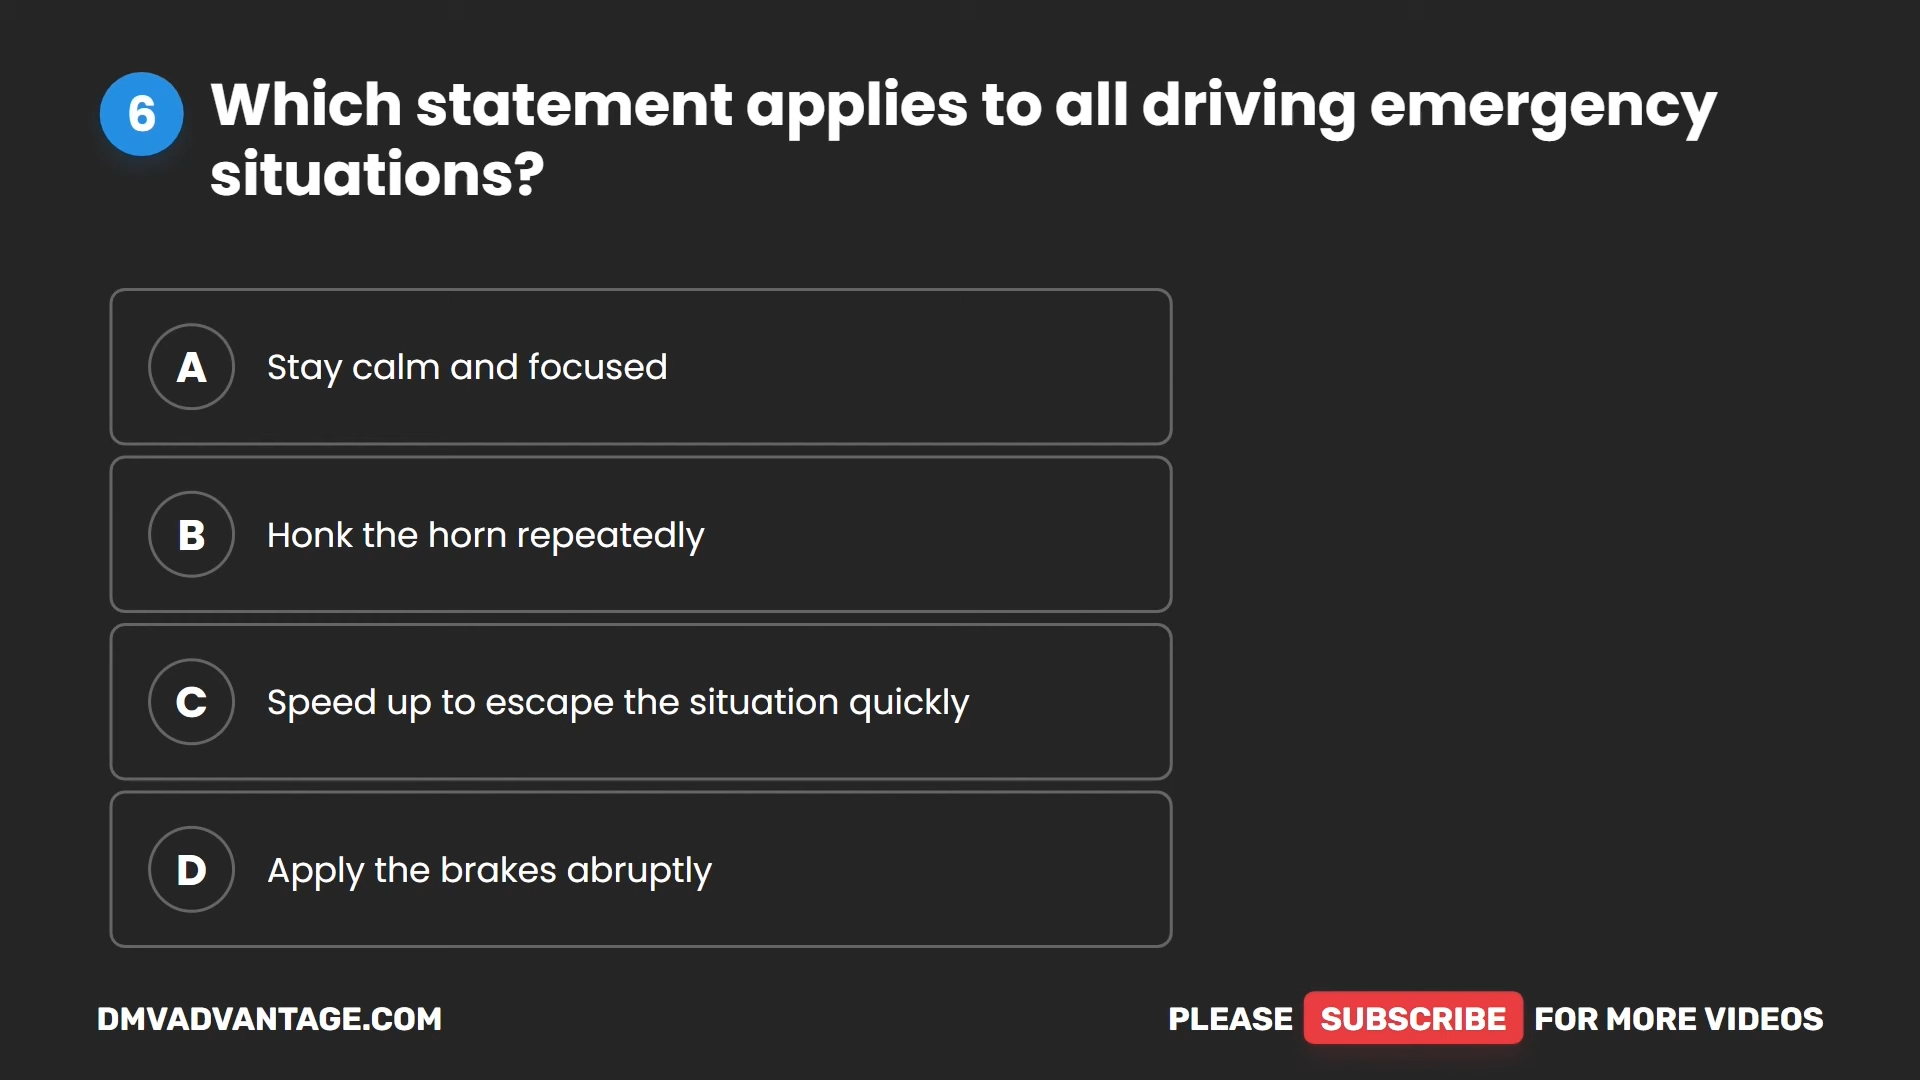 6
Which statement applies to all driving emergency
situations?
A
Stay calm and focused
B
Honk the horn repeatedly
C
Speed up to escape the situation quickly
D
Apply the brakes abruptly
DMVADVANTAGE.COM
PLEASE SUBSCRIBE FOR MORE VIDEOS